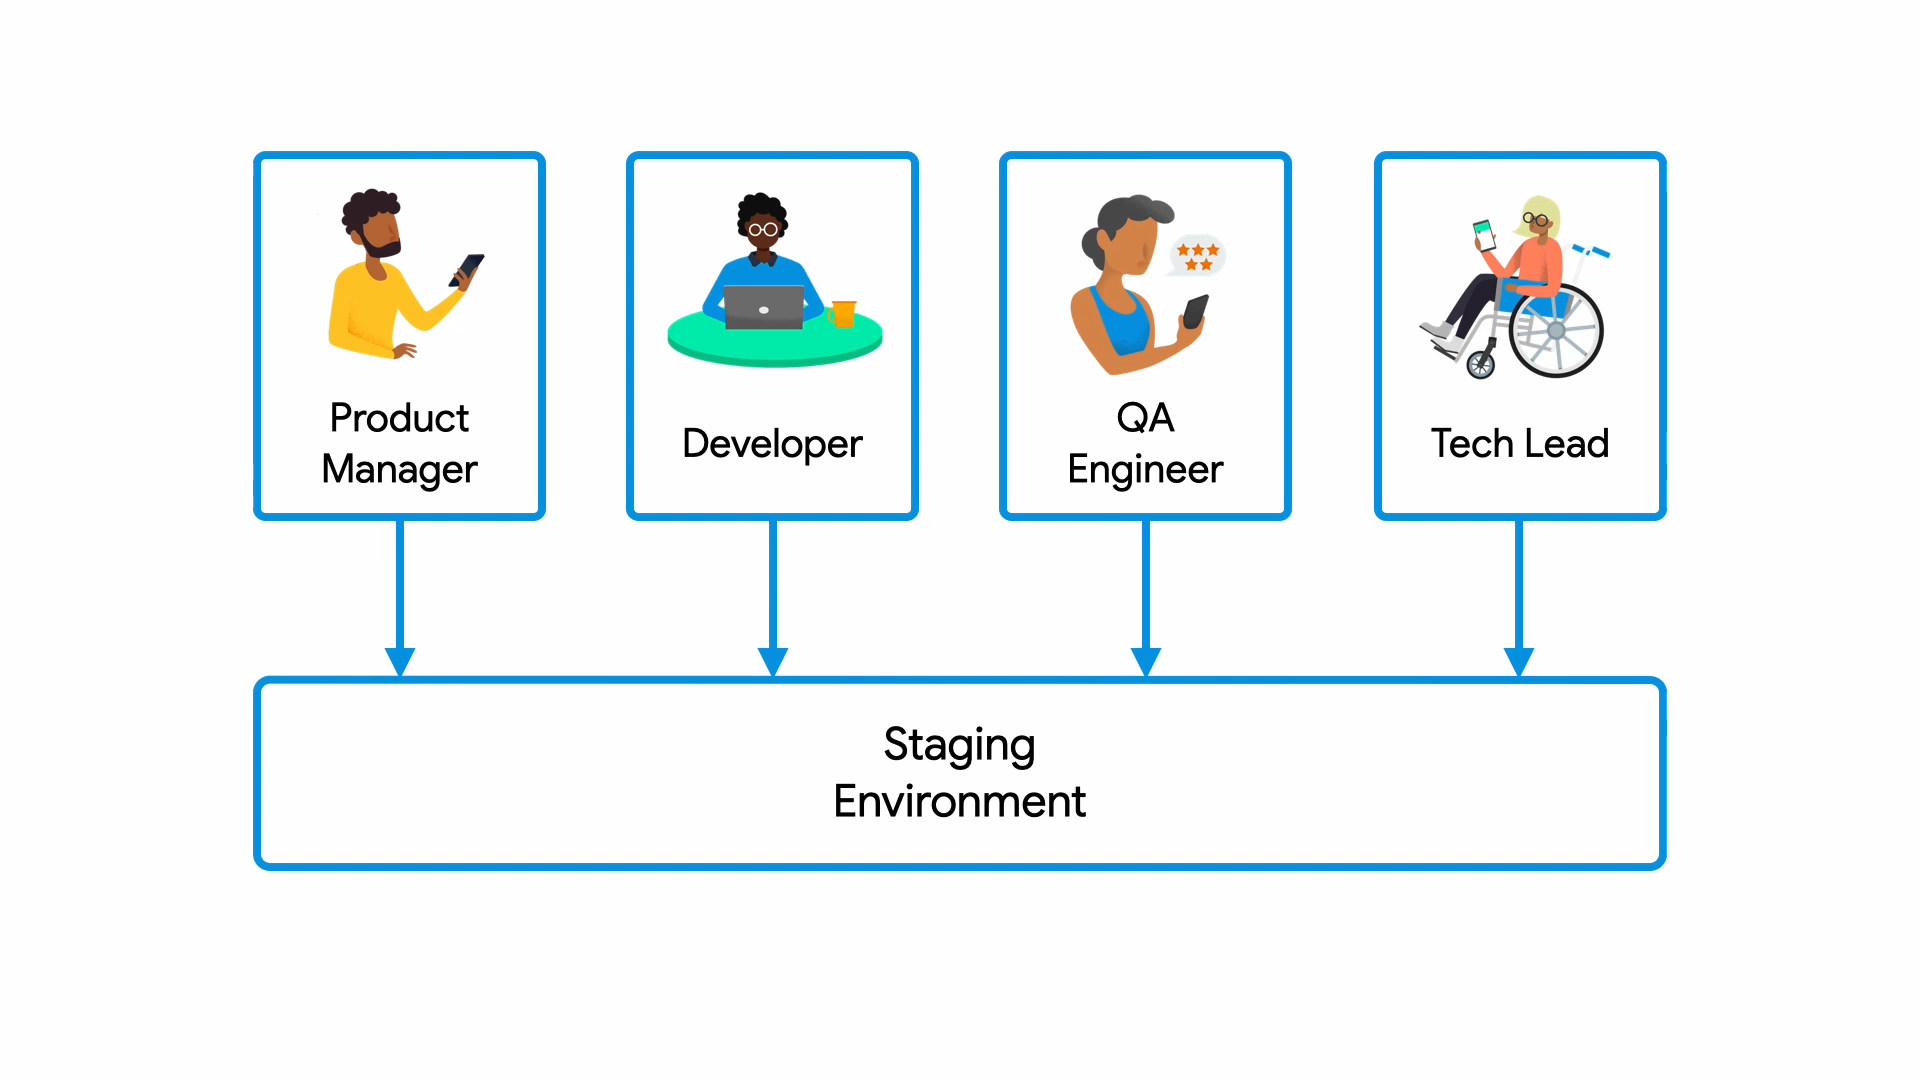 Product
Manager
Developer
QA
Engineer
Tech Lead
Staging
Environment